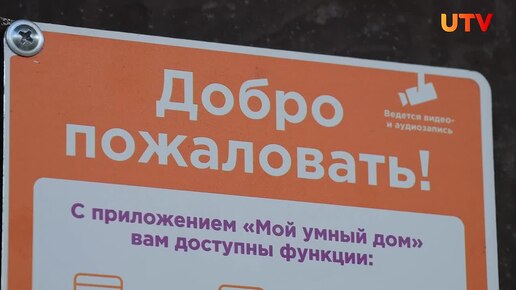 UTV
Добро
пожаловать!
Ведется видео-
и аудиозапись
С приложением «Мой умный дом»
вам доступны функции: